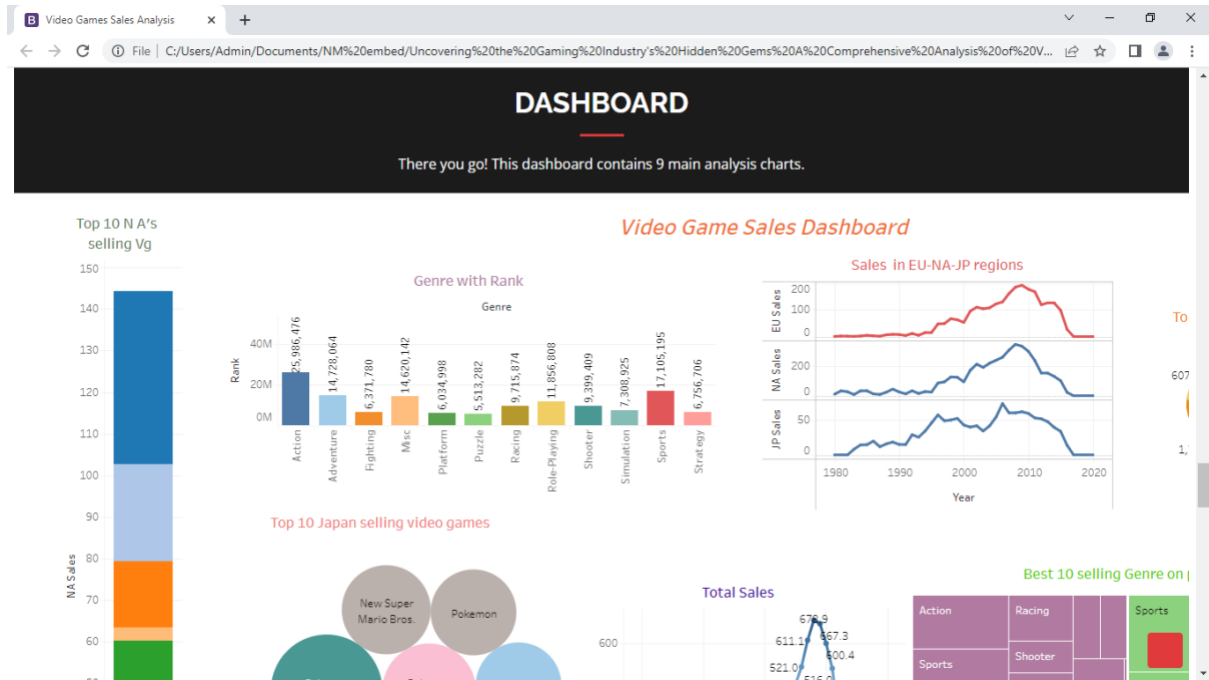 Video Games Sales Analysis
File | C:/Users/Admin/Documents/NM%20embed/Uncovering%20the%20Gaming%20Industry's%20Hidden%20Gems%20A%20Comprehensive%20Analysis%20of%20V...
DASHBOARD
There you go! This dashboard contains 9 main analysis charts.
Top 10 N A's
selling Vg
150
140
130
120
110
100
90
80
70
60
NA Sales
Video Game Sales Dashboard
Genre with Rank
Genre
Rank
40M
20M
0M
25,986,476
14,728,064
6,371,780
14,620,142
6,034,998
5,513,282
9,715,874
11,856,808
9,399,409
7,308,925
17,105,195
6,756,706
Action
Adventure
Fighting
Misc
Platform
Puzzle
Racing
Role-Playing
Shooter
Simulation
Sports
Strategy
Sales in EU-NA-JP regions
EU Sales
200
100
0
NA Sales
200
0
JP Sales
50
0
1980
1990
2000
2010
2020
Year
To
607
1,
Top 10 Japan selling video games
New Super
Mario Bros.
Pokemon
Total Sales
600
611.1
667.3
600.4
521.0
Best 10 selling Genre on
Action
Racing
Sports
Shooter
Sports